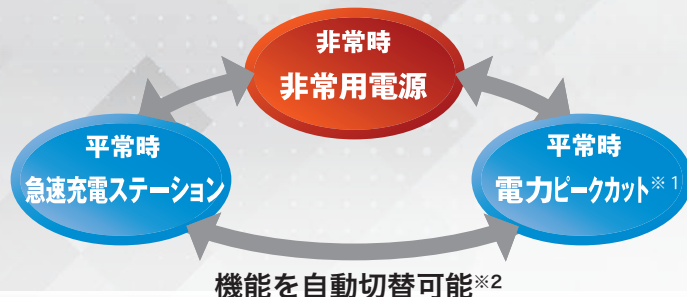 非常時
非常用電源
平常時
急速充電ステーション
平常時
電力ピークカット※1
機能を自動切替可能※2